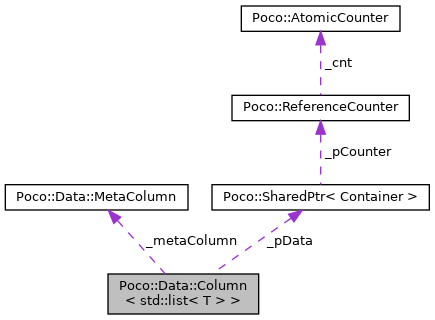 Poco::AtomicCounter
_cnt
Poco::ReferenceCounter
_pCounter
Poco::Data::MetaColumn
Poco::SharedPtr< Container >
_metaColumn
_pData
Poco::Data::Column
< std::list< T > >